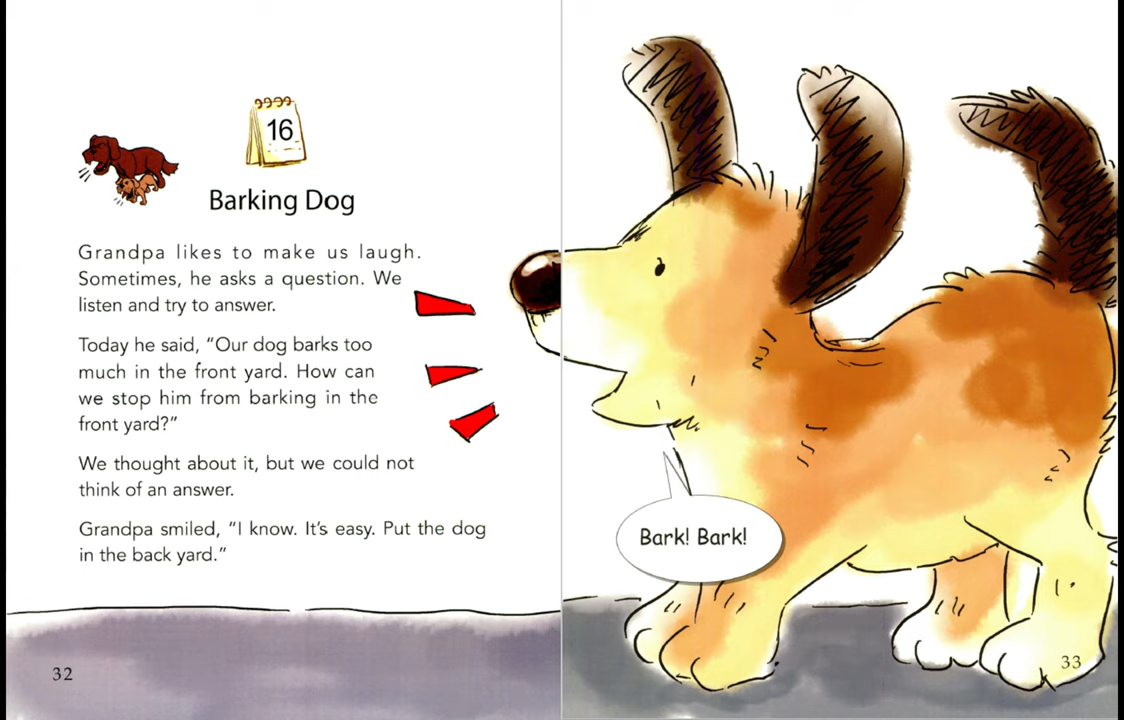 16
Barking Dog
Grandpa likes to make us laugh.
Sometimes, he asks a question. We
listen and try to answer.
Today he said, “Our dog barks too
much in the front yard. How can
we stop him from barking in the
front yard?”
We thought about it, but we could not
think of an answer.
Grandpa smiled, “I know. It’s easy. Put the dog
in the back yard.”
32
Bark! Bark!
33